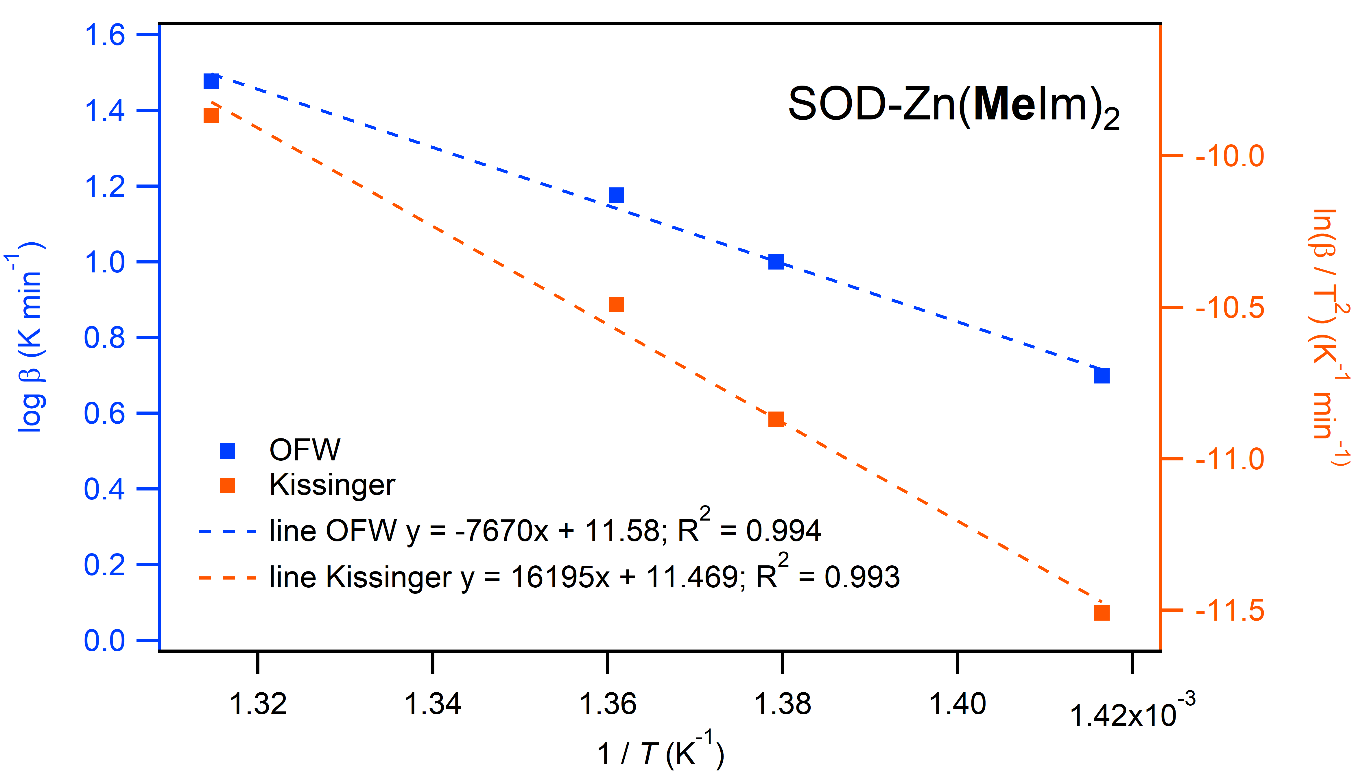 SOD-Zn(MeIm)2
1.6
1.4
1.2
1.0
0.8
0.6
0.4
0.2
0.0
log β (K min-1)
-10.0
-10.5
-11.0
-11.5
ln(β / T2) (K-1 min-1)
OFW
Kissinger
line OFW y = -7670x + 11.58; R2 = 0.994
line Kissinger y = 16195x + 11.469; R2 = 0.993
1.32 1.34 1.36 1.38 1.40 1.42x10-3
1 / T (K-1)